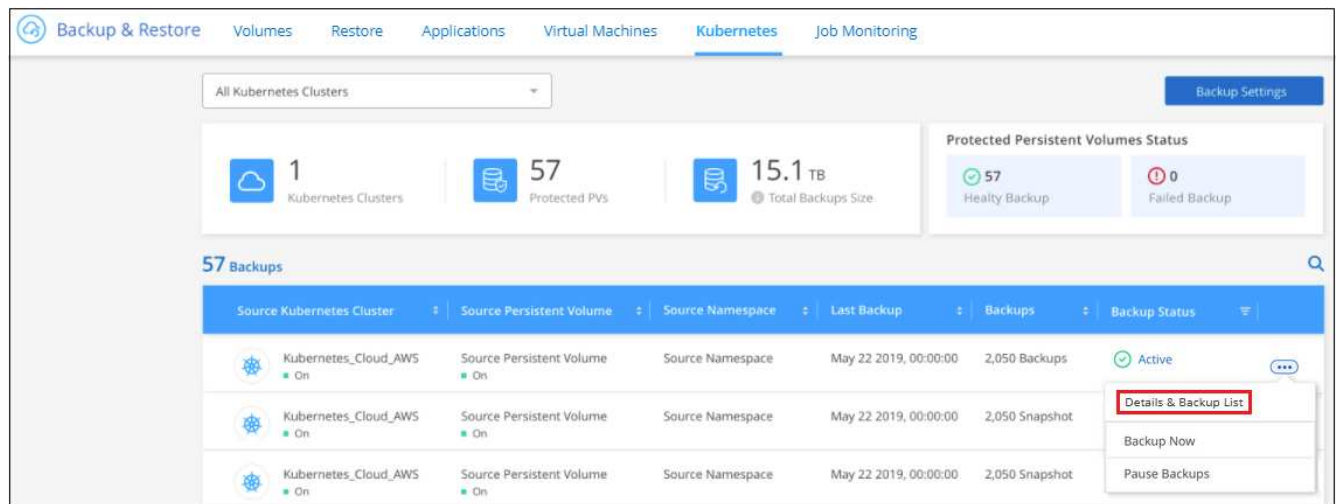 Backup & Restore Volumes Restore Applications Virtual Machines Kubernetes Job Monitoring
All Kubernetes Clusters
Backup Settings
1
Kubernetes Clusters
57
Protected PVs
15.1 TB
Total Backups Size
Protected Persistent Volumes Status
57
Healty Backup
0
Failed Backup
57 Backups
Source Kubernetes Cluster Source Persistent Volume Source Namespace Last Backup Backups Backup Status
Kubernetes_Cloud_AWS Source Persistent Volume Source Namespace May 22 2019, 00:00:00 2,050 Backups Active
On On
Details & Backup List
Kubernetes_Cloud_AWS Source Persistent Volume Source Namespace May 22 2019, 00:00:00 2,050 Snapshot
On On
Backup Now
Kubernetes_Cloud_AWS Source Persistent Volume Source Namespace May 22 2019, 00:00:00 2,050 Snapshot
Pause Backups
On On